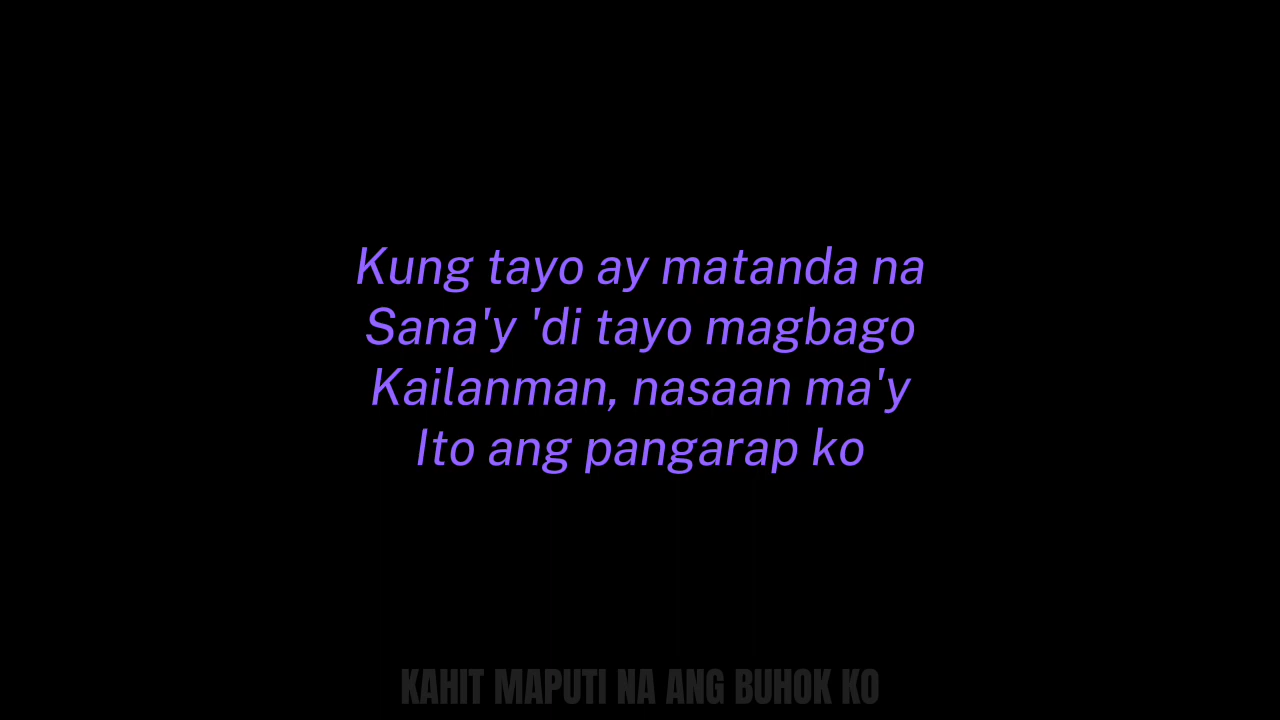 Kung tayo ay matanda na
Sana'y 'di tayo magbago
Kailanman, nasaan ma'y
Ito ang pangarap ko
KAHIT MAPUTI NA ANG BUHOK KO